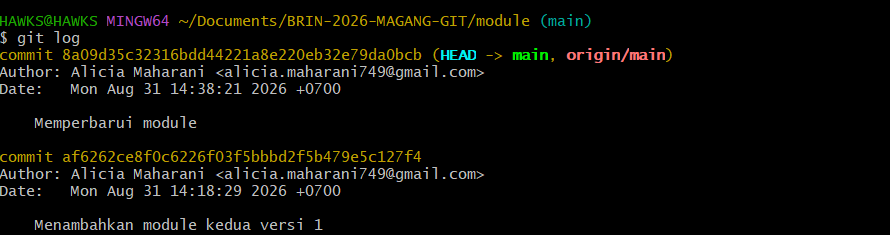 HAWKS@HAWKS MINGW64 ~/Documents/BRIN-2026-MAGANG-GIT/module (main)
$ git log
commit 8a09d35c32316bdd44221a8e220eb32e79da0bcb (HEAD -> main, origin/main)
Author: Alicia Maharani <alicia.maharani749@gmail.com>
Date:   Mon Aug 31 14:38:21 2026 +0700
    Memperbarui module
commit af6262ce8f0c6226f03f5bbbd2f5b479e5c127f4
Author: Alicia Maharani <alicia.maharani749@gmail.com>
Date:   Mon Aug 31 14:18:29 2026 +0700
    Menambahkan module kedua versi 1